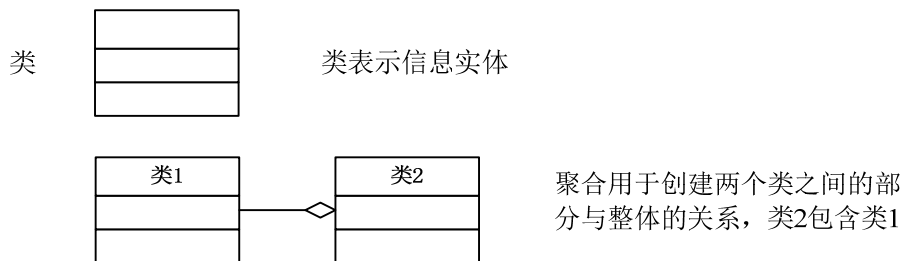 类
类表示信息实体
类1
类2
聚合用于创建两个类之间的部
分与整体的关系，类2包含类1